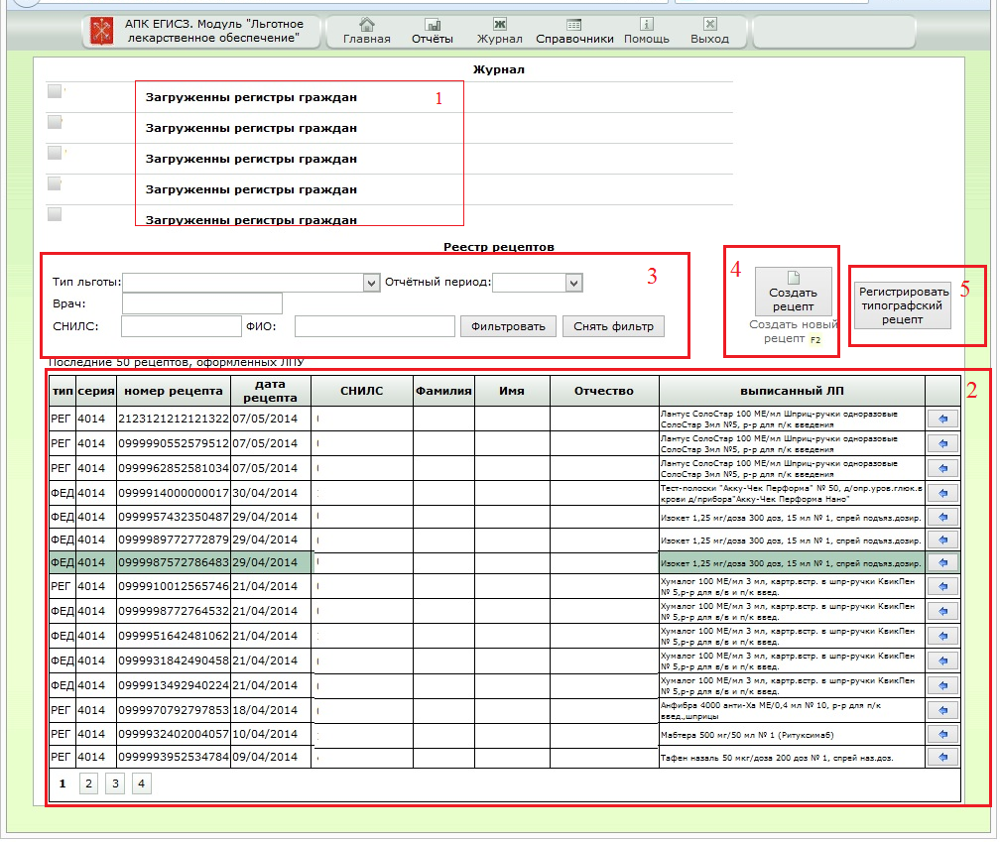 АПК ЕГИСЗ. Модуль "Льготное
лекарственное обеспечение"
Главная Отчёты Журнал Справочники Помощь Выход
Журнал
Загруженны регистры граждан 1
Загруженны регистры граждан
Загруженны регистры граждан
Загруженны регистры граждан
Загруженны регистры граждан
Реестр рецептов
Тип льготы: Отчётный период: 3
Врач:
СНИЛС: ФИО: Фильтровать Снять фильтр
4
Создать
рецепт
Создать новый
рецепт F2
5
Регистрировать
типографский
рецепт
Последние 50 рецептов, оформленных ЛПУ
2
тип серия номер рецепта дата
рецепта СНИЛС Фамилия Имя Отчество выписанный ЛП
РЕГ 4014 2123121212121322 07/05/2014 Лантус СолоСтар 100 МЕ/мл Шприц-ручки одноразовые
СолоСтар 3мл №5, р-р для п/к введения
РЕГ 4014 0999990552579512 07/05/2014 Лантус СолоСтар 100 МЕ/мл Шприц-ручки одноразовые
СолоСтар 3мл №5, р-р для п/к введения
РЕГ 4014 0999962852581034 07/05/2014 Лантус СолоСтар 100 МЕ/мл Шприц-ручки одноразовые
СолоСтар 3мл №5, р-р для п/к введения
ФЕД 4014 0999914000000017 30/04/2014 Тест-полоски "Акку-Чек Перформа" № 50, д/опр.уров.глюк.в
крови д/прибора"Акку-Чек Перформа Нано"
ФЕД 4014 0999957432350487 29/04/2014 Изокет 1,25 мг/доза 300 доз, 15 мл № 1, спрей подъяз.дозир.
ФЕД 4014 0999989772772879 29/04/2014 Изокет 1,25 мг/доза 300 доз, 15 мл № 1, спрей подъяз.дозир.
ФЕД 4014 0999987572786483 29/04/2014 Изокет 1,25 мг/доза 300 доз, 15 мл № 1, спрей подъяз.дозир.
РЕГ 4014 0999910012565746 21/04/2014 Хумалог 100 МЕ/мл 3 мл, картр.встр. в шпр-ручки КвикПен
№ 5,р-р для в/в и п/к введ.
ФЕД 4014 0999998772764532 21/04/2014 Хумалог 100 МЕ/мл 3 мл, картр.встр. в шпр-ручки КвикПен
№ 5,р-р для в/в и п/к введ.
ФЕД 4014 0999951642481062 21/04/2014 Хумалог 100 МЕ/мл 3 мл, картр.встр. в шпр-ручки КвикПен
№ 5,р-р для в/в и п/к введ.
ФЕД 4014 0999931842490458 21/04/2014 Хумалог 100 МЕ/мл 3 мл, картр.встр. в шпр-ручки КвикПен
№ 5,р-р для в/в и п/к введ.
ФЕД 4014 0999913492940224 21/04/2014 Хумалог 100 МЕ/мл 3 мл, картр.встр. в шпр-ручки КвикПен
№ 5,р-р для в/в и п/к введ.
РЕГ 4014 0999970792797853 18/04/2014 Анфибра 4000 анти-Ха МЕ/0,4 мл № 10, р-р для п/к
введ.,шприцы
РЕГ 4014 0999932402004057 10/04/2014 Мабтера 500 мг/50 мл № 1 (Ритуксимаб)
РЕГ 4014 0999993952534784 09/04/2014 Тафен назаль 50 мкг/доза 200 доз № 1, спрей наз.доз.
1 2 3 4